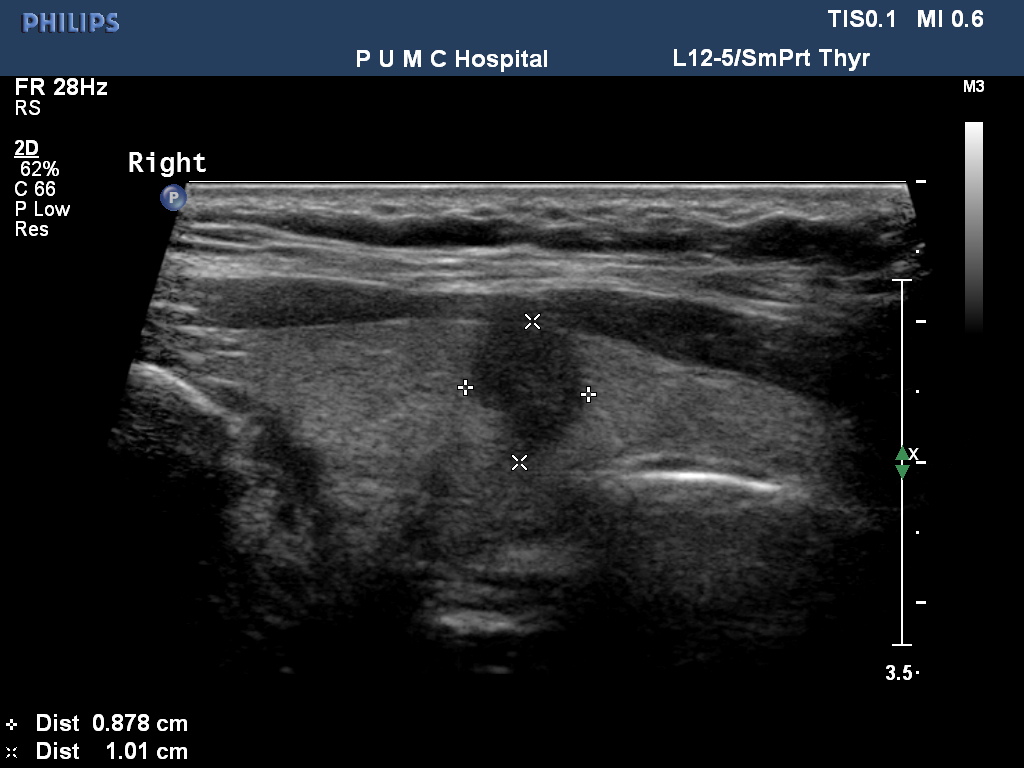 PHILIPS
TIS0.1 MI 0.6
P U M C Hospital
L12-5/SmPrt Thyr
FR 28Hz
RS
M3
2D
62%
C 66
P Low
Res
Right
P
X
3.5
Dist 0.878 cm
Dist 1.01 cm